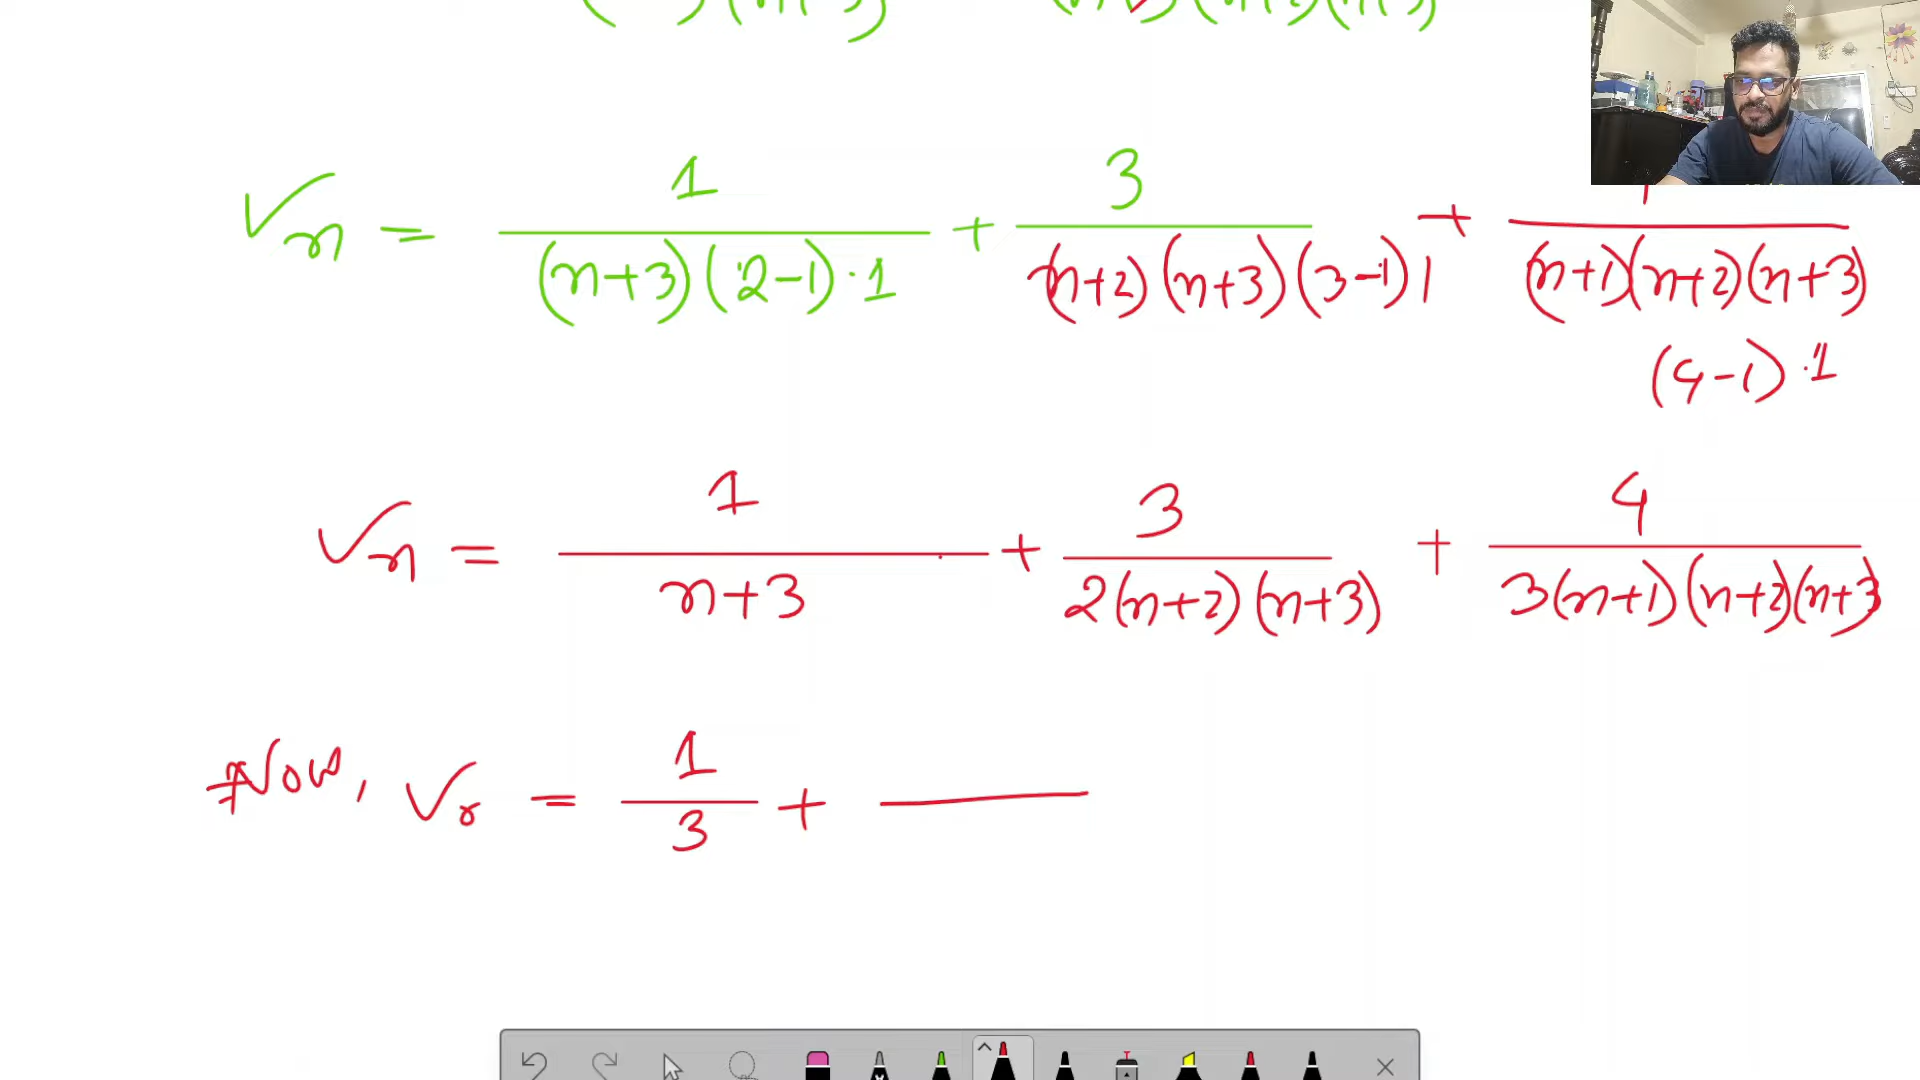 Vn = 1 / (n+3)(2-1)·1 + 3 / (n+2)(n+3)(3-1)1 + / (n+1)(n+2)(n+3)
(4-1)·1
Vn = 1 / n+3 + 3 / 2(n+2)(n+3) + 4 / 3(n+1)(n+2)(n+3)
Now, V₀ = 1 / 3 +